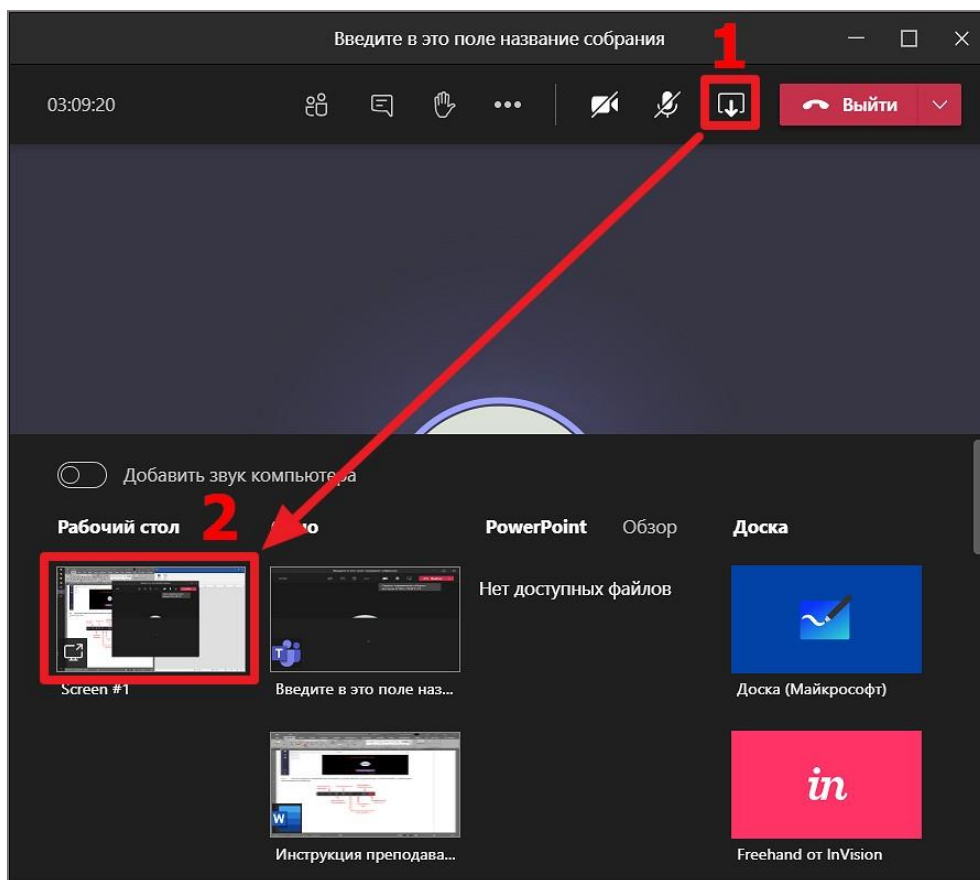 Введите в это поле название собрания
1
03:09:20
Выйти
Добавить звук компьютера
2
Рабочий стол
PowerPoint Обзор
Доска
Нет доступных файлов
Screen #1
Введите в это поле наз...
Доска (Майкрософт)
in
Инструкция преподава...
Freehand от InVision